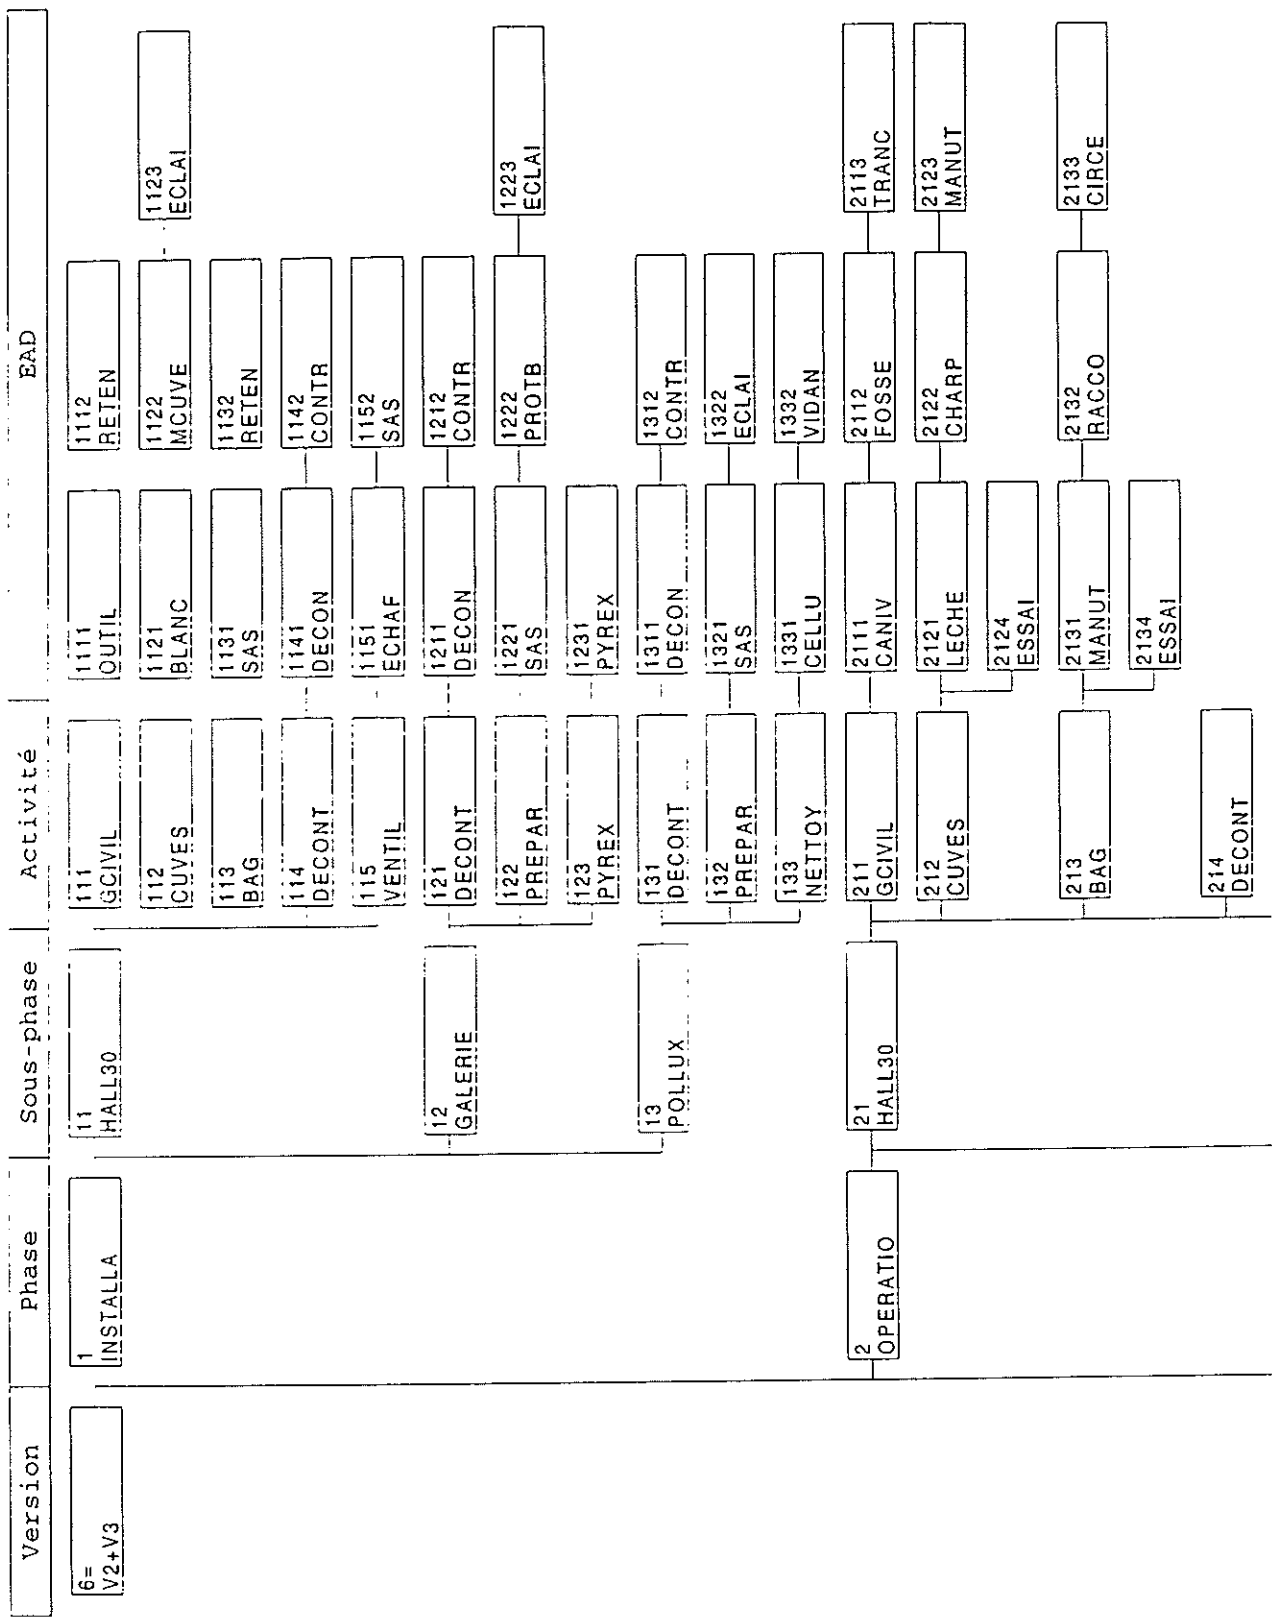 Version
Phase
Sous-phase
Activité
EAD
6=
V2+V3
1
INSTALLA
11
HALL30
111
GCIVIL
1111
OUTIL
1112
RETEN
112
CUVES
1121
BLANC
1122
MCUVE
1123
ECLAI
113
BAG
1131
SAS
1132
RETEN
114
DECONT
1141
DECON
1142
CONTR
115
VENTIL
1151
ECHAF
1152
SAS
12
GALERIE
121
DECONT
1211
DECON
1212
CONTR
122
PREPAR
1221
SAS
1222
PROTB
1223
ECLAI
123
PYREX
1231
PYREX
13
POLLUX
131
DECONT
1311
DECON
1312
CONTR
132
PREPAR
1321
SAS
1322
ECLAI
133
NETTOY
1331
CELLU
1332
VIDAN
2
OPERATIO
21
HALL30
211
GCIVIL
2111
CANIV
2112
FOSSE
2113
TRANC
212
CUVES
2121
LECHE
2122
CHARP
2123
MANUT
2124
ESSAI
213
BAG
2131
MANUT
2132
RACCO
2133
CIRCE
2134
ESSAI
214
DECONT